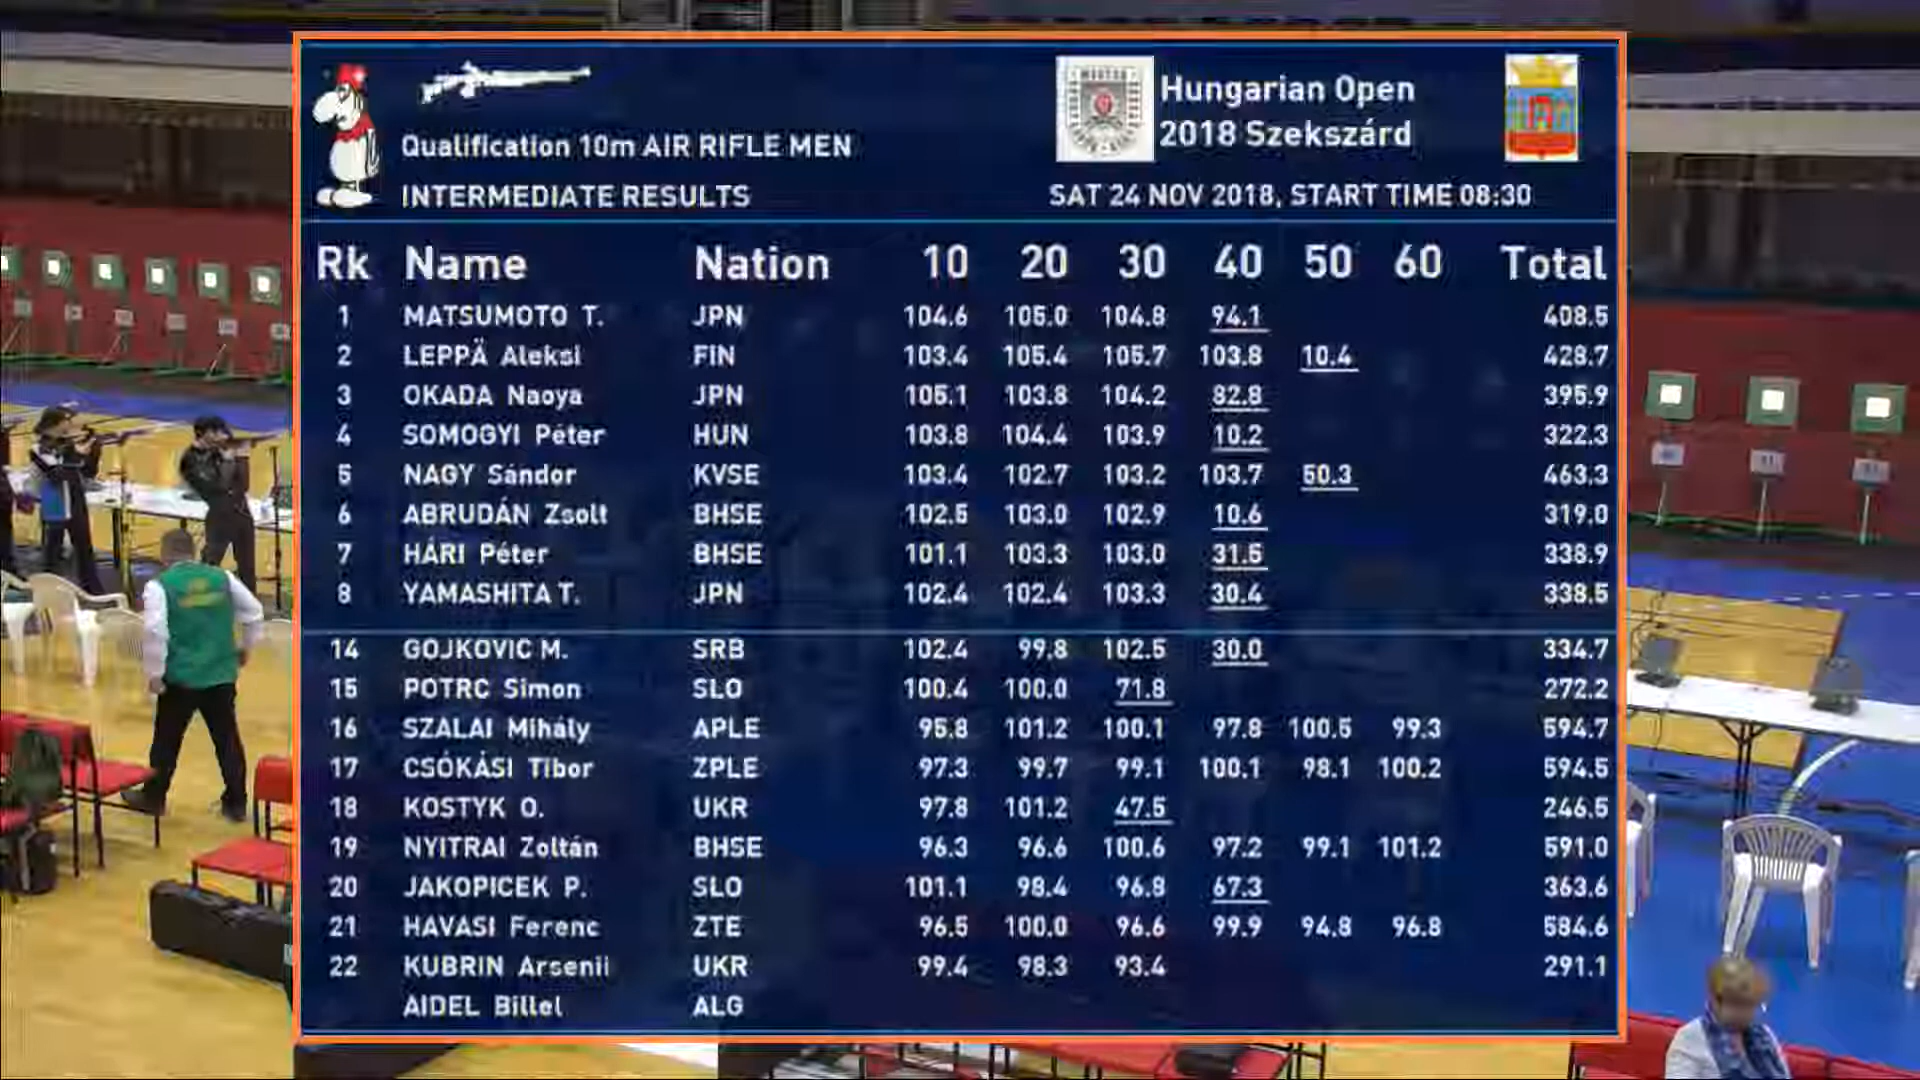 Hungarian Open
2018 Szekszárd
Qualification 10m AIR RIFLE MEN
INTERMEDIATE RESULTS
SAT 24 NOV 2018, START TIME 08:30
Rk Name Nation 10 20 30 40 50 60 Total
1 MATSUMOTO T. JPN 104.6 105.0 104.8 94.1 408.5
2 LEPPÄ Aleksi FIN 103.4 105.4 105.7 103.8 10.4 428.7
3 OKADA Naoya JPN 105.1 103.8 104.2 82.8 395.9
4 SOMOGYI Péter HUN 103.8 104.4 103.9 10.2 322.3
5 NAGY Sándor KVSE 103.4 102.7 103.2 103.7 50.3 463.3
6 ABRUDÁN Zsolt BHSE 102.5 103.0 102.9 10.6 319.0
7 HÁRI Péter BHSE 101.1 103.3 103.0 31.5 338.9
8 YAMASHITA T. JPN 102.4 102.4 103.3 30.4 338.5
14 GOJKOVIC M. SRB 102.4 99.8 102.5 30.0 334.7
15 POTRC Simon SLO 100.4 100.0 71.8 272.2
16 SZALAI Mihály APLE 95.8 101.2 100.1 97.8 100.5 99.3 594.7
17 CSÓKÁSI Tibor ZPLE 97.3 99.7 99.1 100.1 98.1 100.2 594.5
18 KOSTYK O. UKR 97.8 101.2 47.5 246.5
19 NYITRAI Zoltán BHSE 96.3 96.6 100.6 97.2 99.1 101.2 591.0
20 JAKOPICEK P. SLO 101.1 98.4 96.8 67.3 363.6
21 HAVASI Ferenc ZTE 96.5 100.0 96.6 99.9 94.8 96.8 584.6
22 KUBRIN Arsenii UKR 99.4 98.3 93.4 291.1
AIDEL Billel ALG